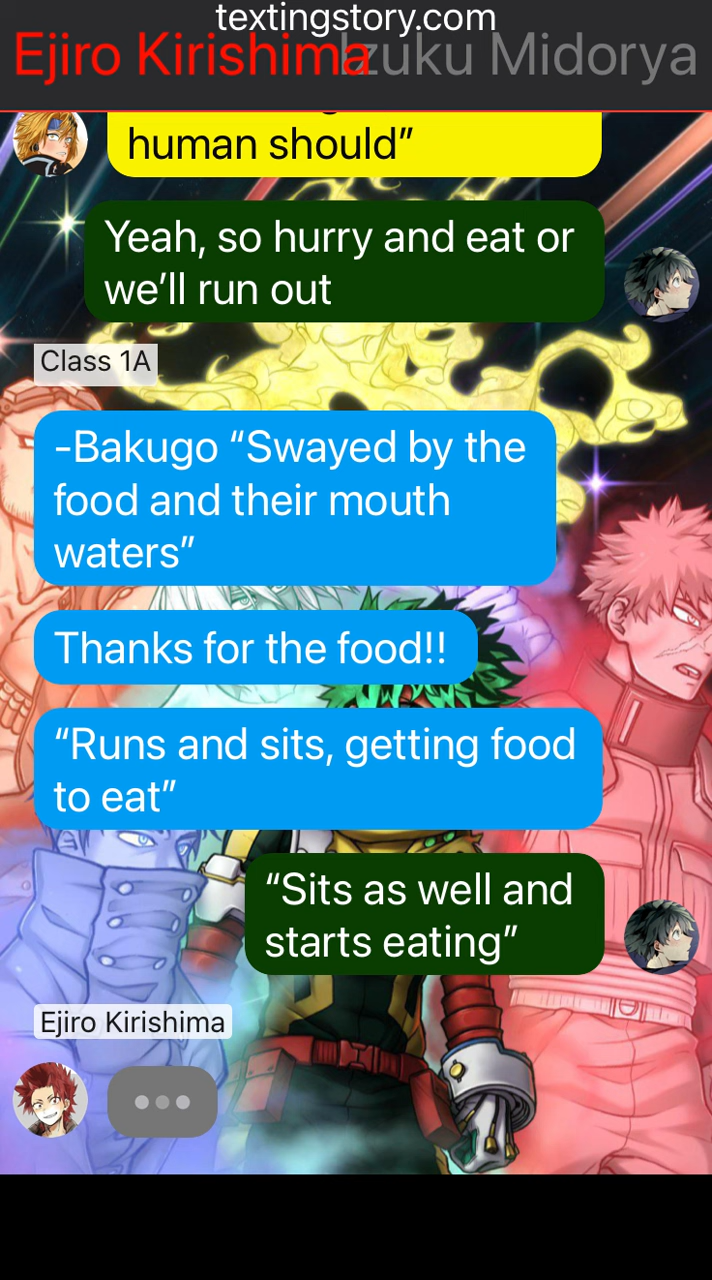 textingstory.com
Ejiro Kirishima Izuku Midorya
human should”
Yeah, so hurry and eat or
we’ll run out
Class 1A
-Bakugo “Swayed by the
food and their mouth
waters”
Thanks for the food!!
“Runs and sits, getting food
to eat”
“Sits as well and
starts eating”
Ejiro Kirishima